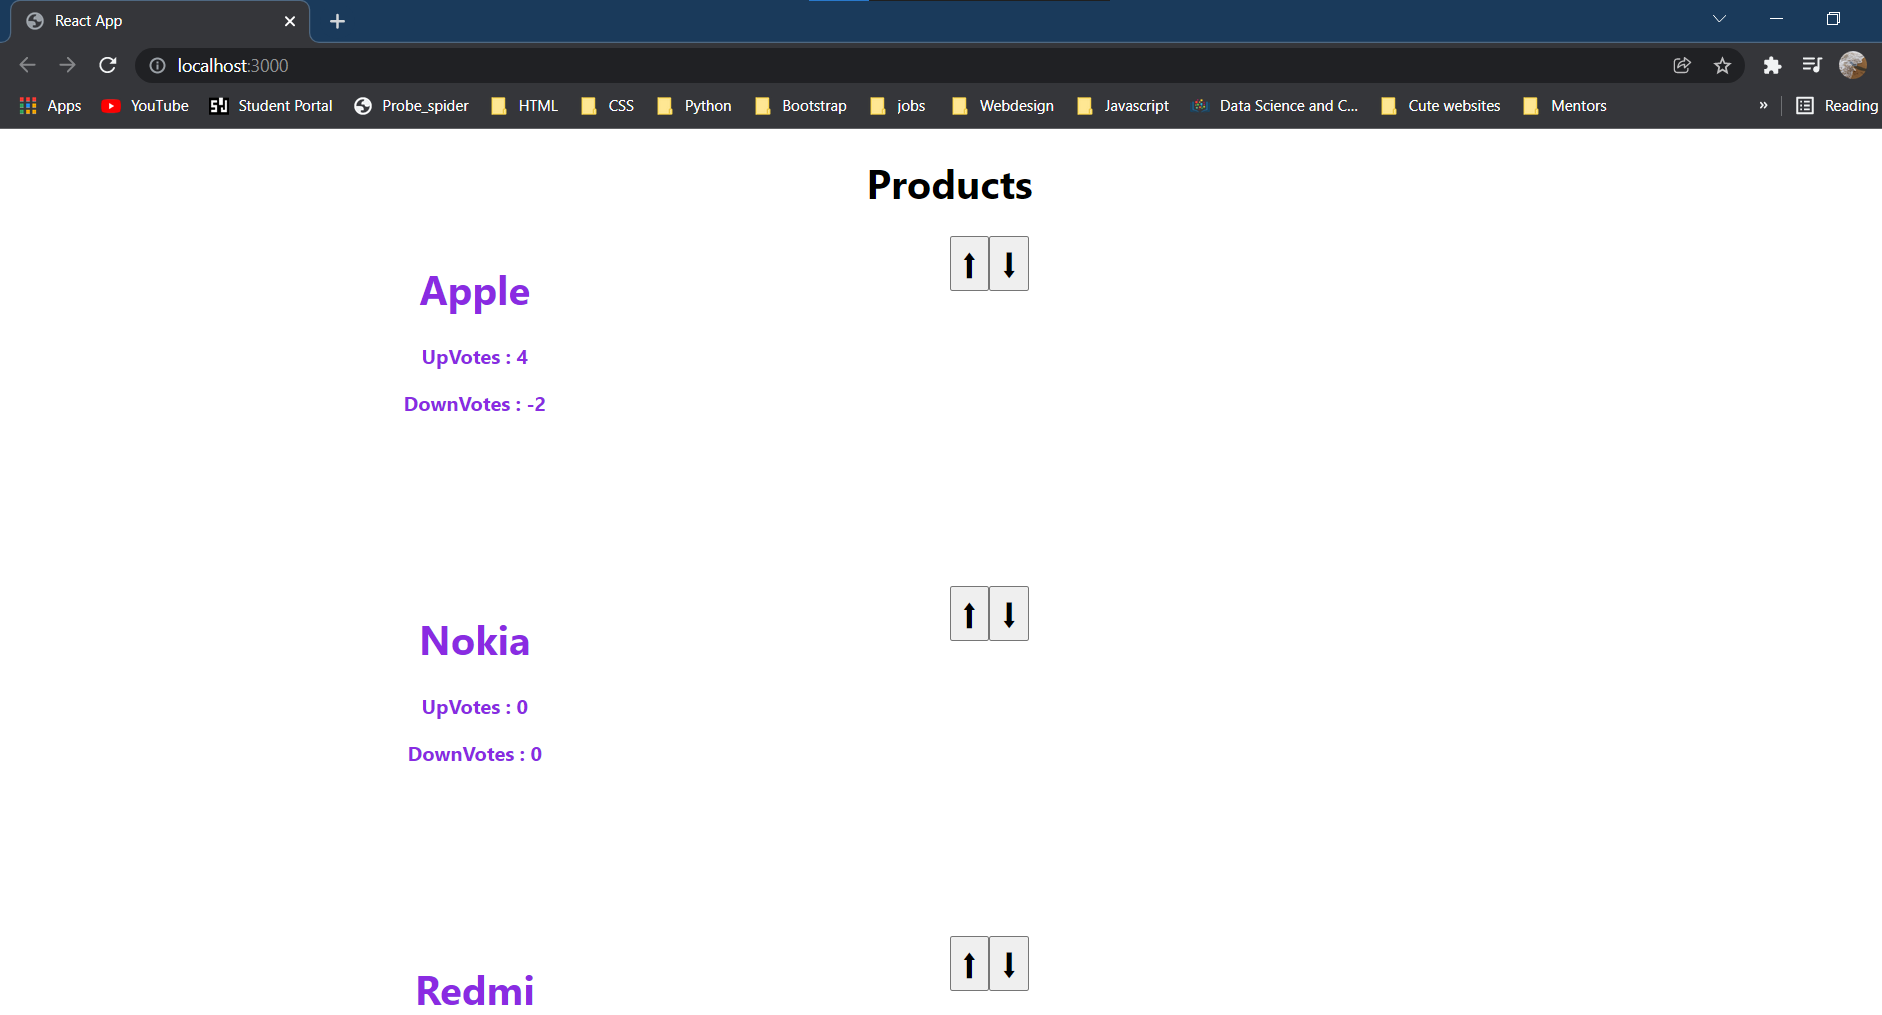 React App
localhost:3000
Apps YouTube Student Portal Probe_spider HTML CSS Python Bootstrap jobs Webdesign Javascript Data Science and C... Cute websites Mentors » Reading
Products
Apple
UpVotes : 4
DownVotes : -2
Nokia
UpVotes : 0
DownVotes : 0
Redmi